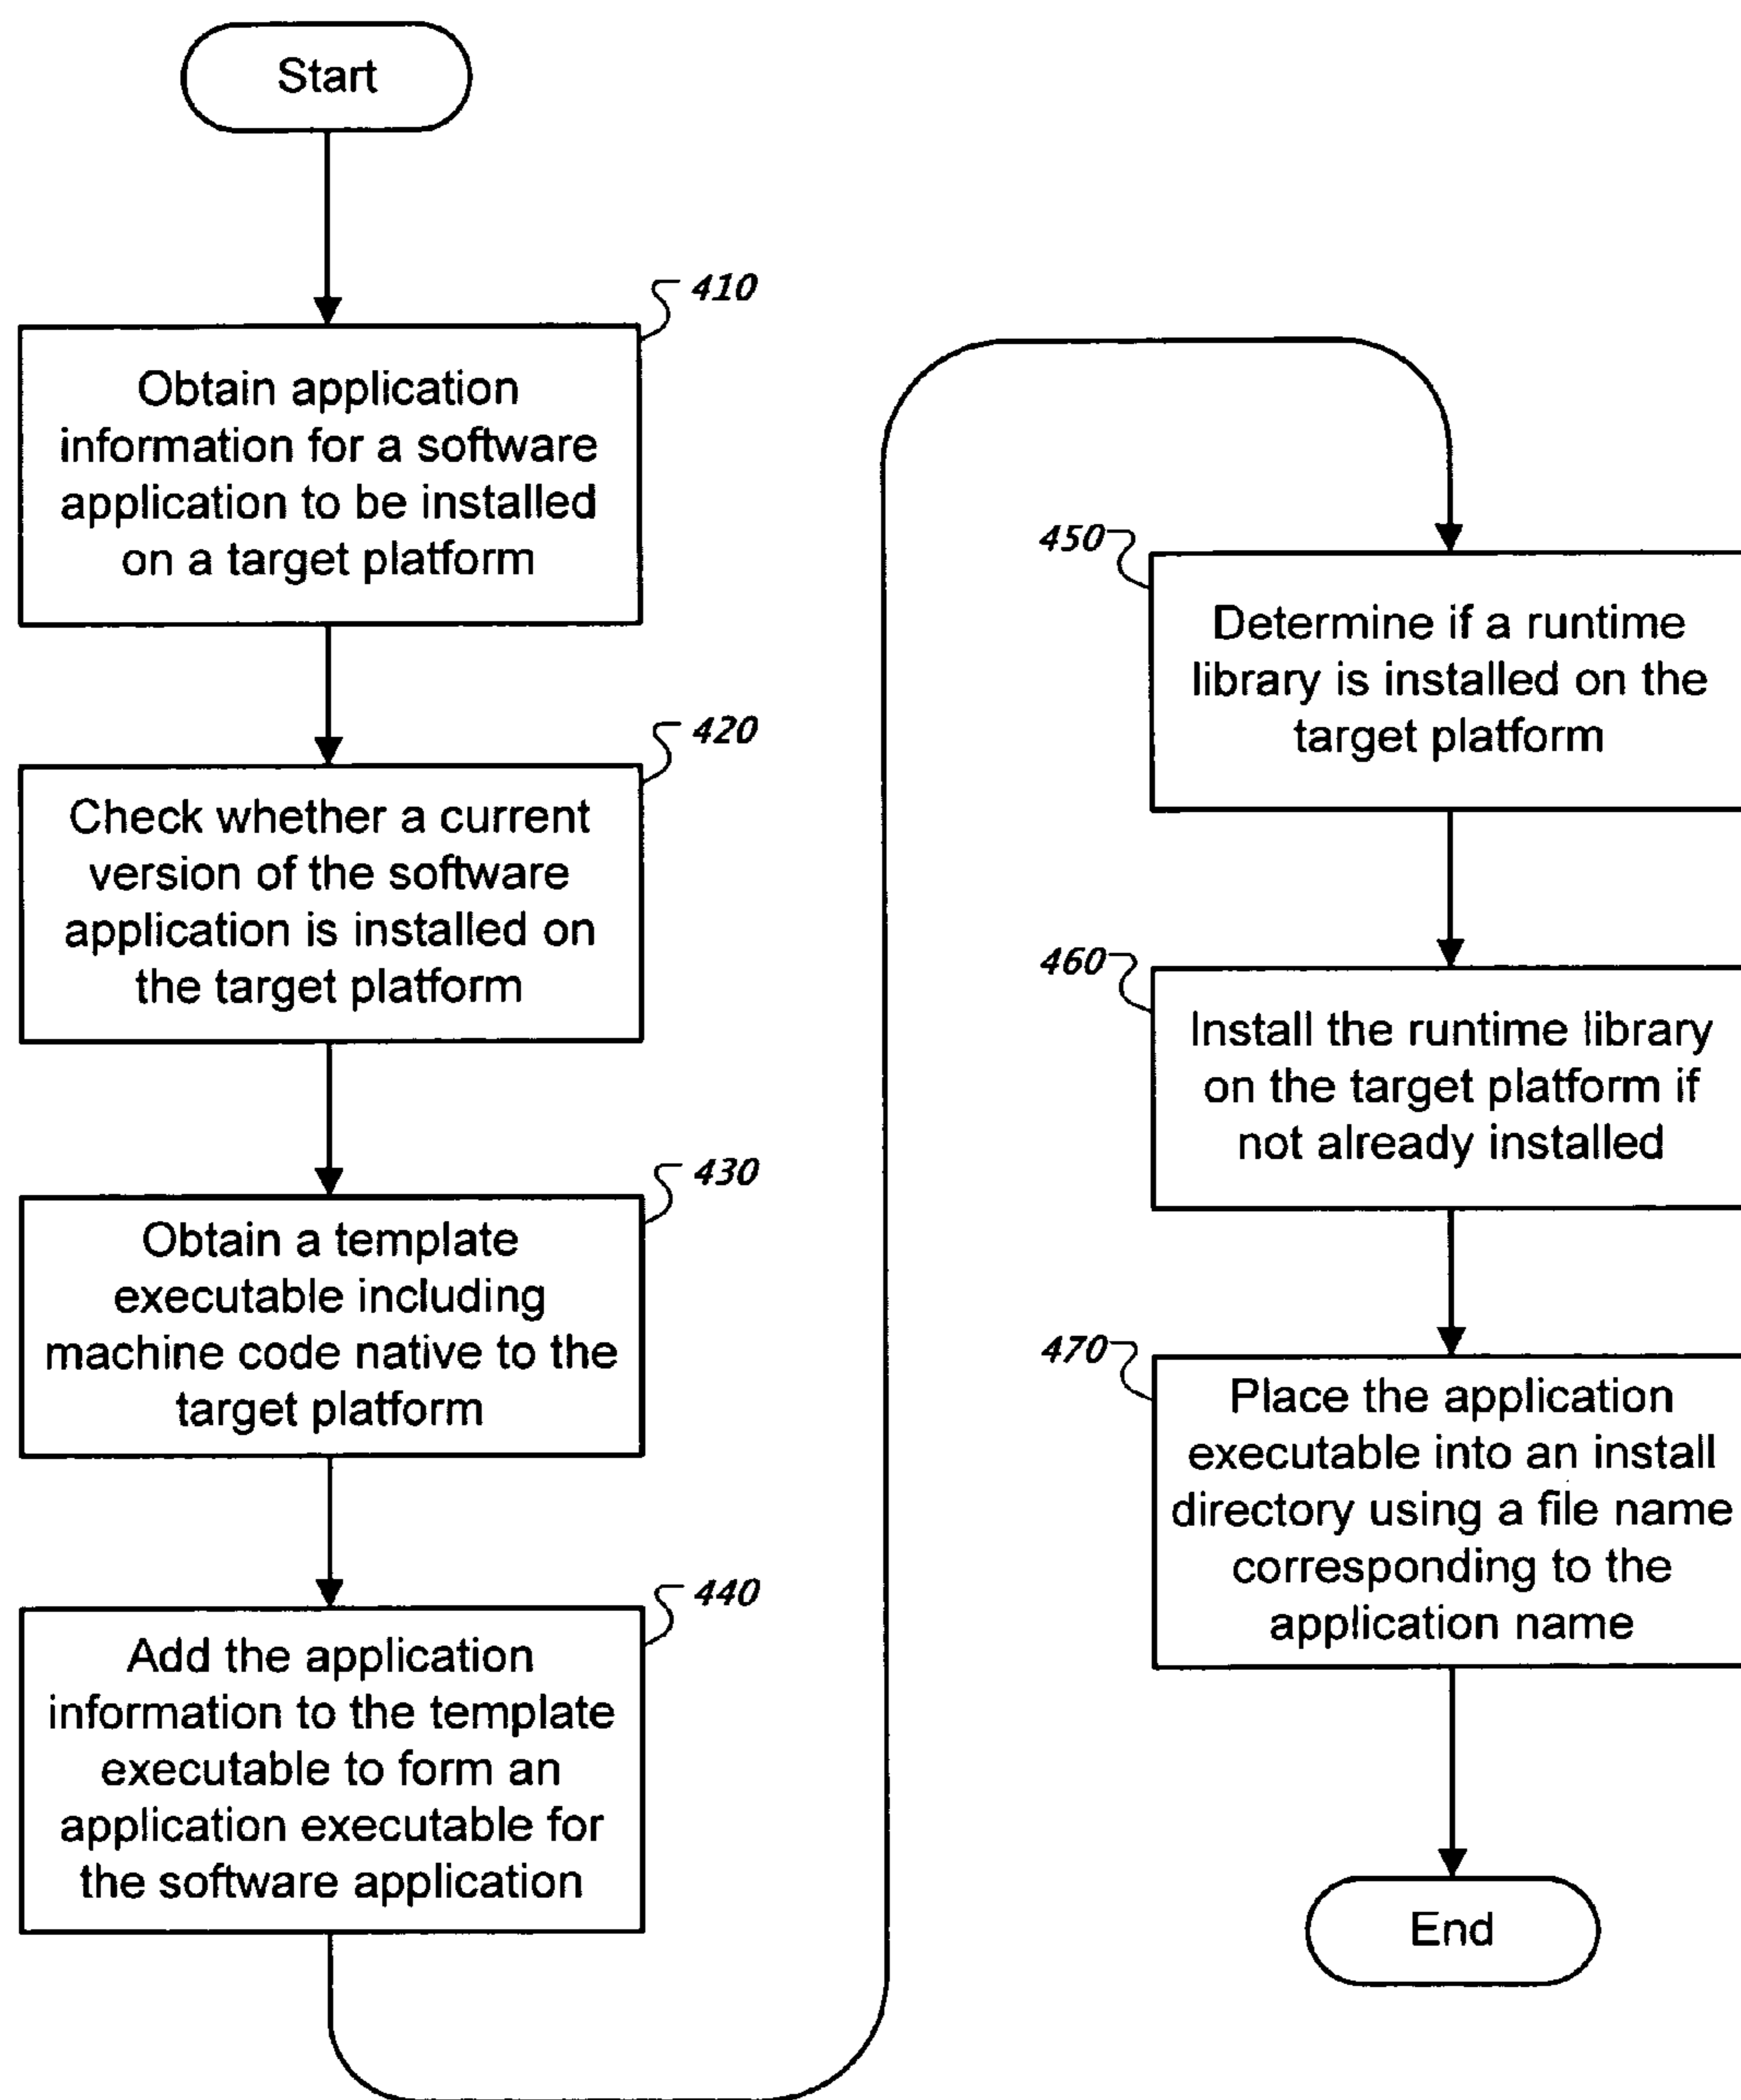 Start
410
Obtain application
information for a software
application to be installed
on a target platform
420
Check whether a current
version of the software
application is installed on
the target platform
430
Obtain a template
executable including
machine code native to the
target platform
440
Add the application
information to the template
executable to form an
application executable for
the software application
450
Determine if a runtime
library is installed on the
target platform
460
Install the runtime library
on the target platform if
not already installed
470
Place the application
executable into an install
directory using a file name
corresponding to the
application name
End